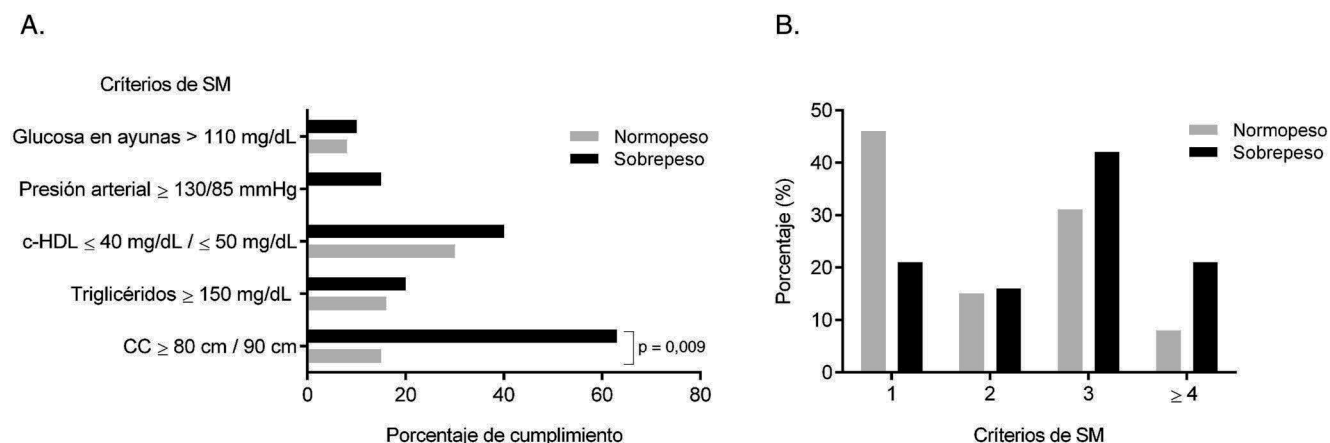 A.
Críterios de SM
Glucosa en ayunas > 110 mg/dL
Presión arterial ≥ 130/85 mmHg
c-HDL ≤ 40 mg/dL / ≤ 50 mg/dL
Triglicéridos ≥ 150 mg/dL
CC ≥ 80 cm / 90 cm
Normopeso
Sobrepeso
p = 0,009
0 20 40 60 80
Porcentaje de cumplimiento
B.
Porcentaje (%)
50
40
30
20
10
0
Normopeso
Sobrepeso
1 2 3 ≥ 4
Críterios de SM